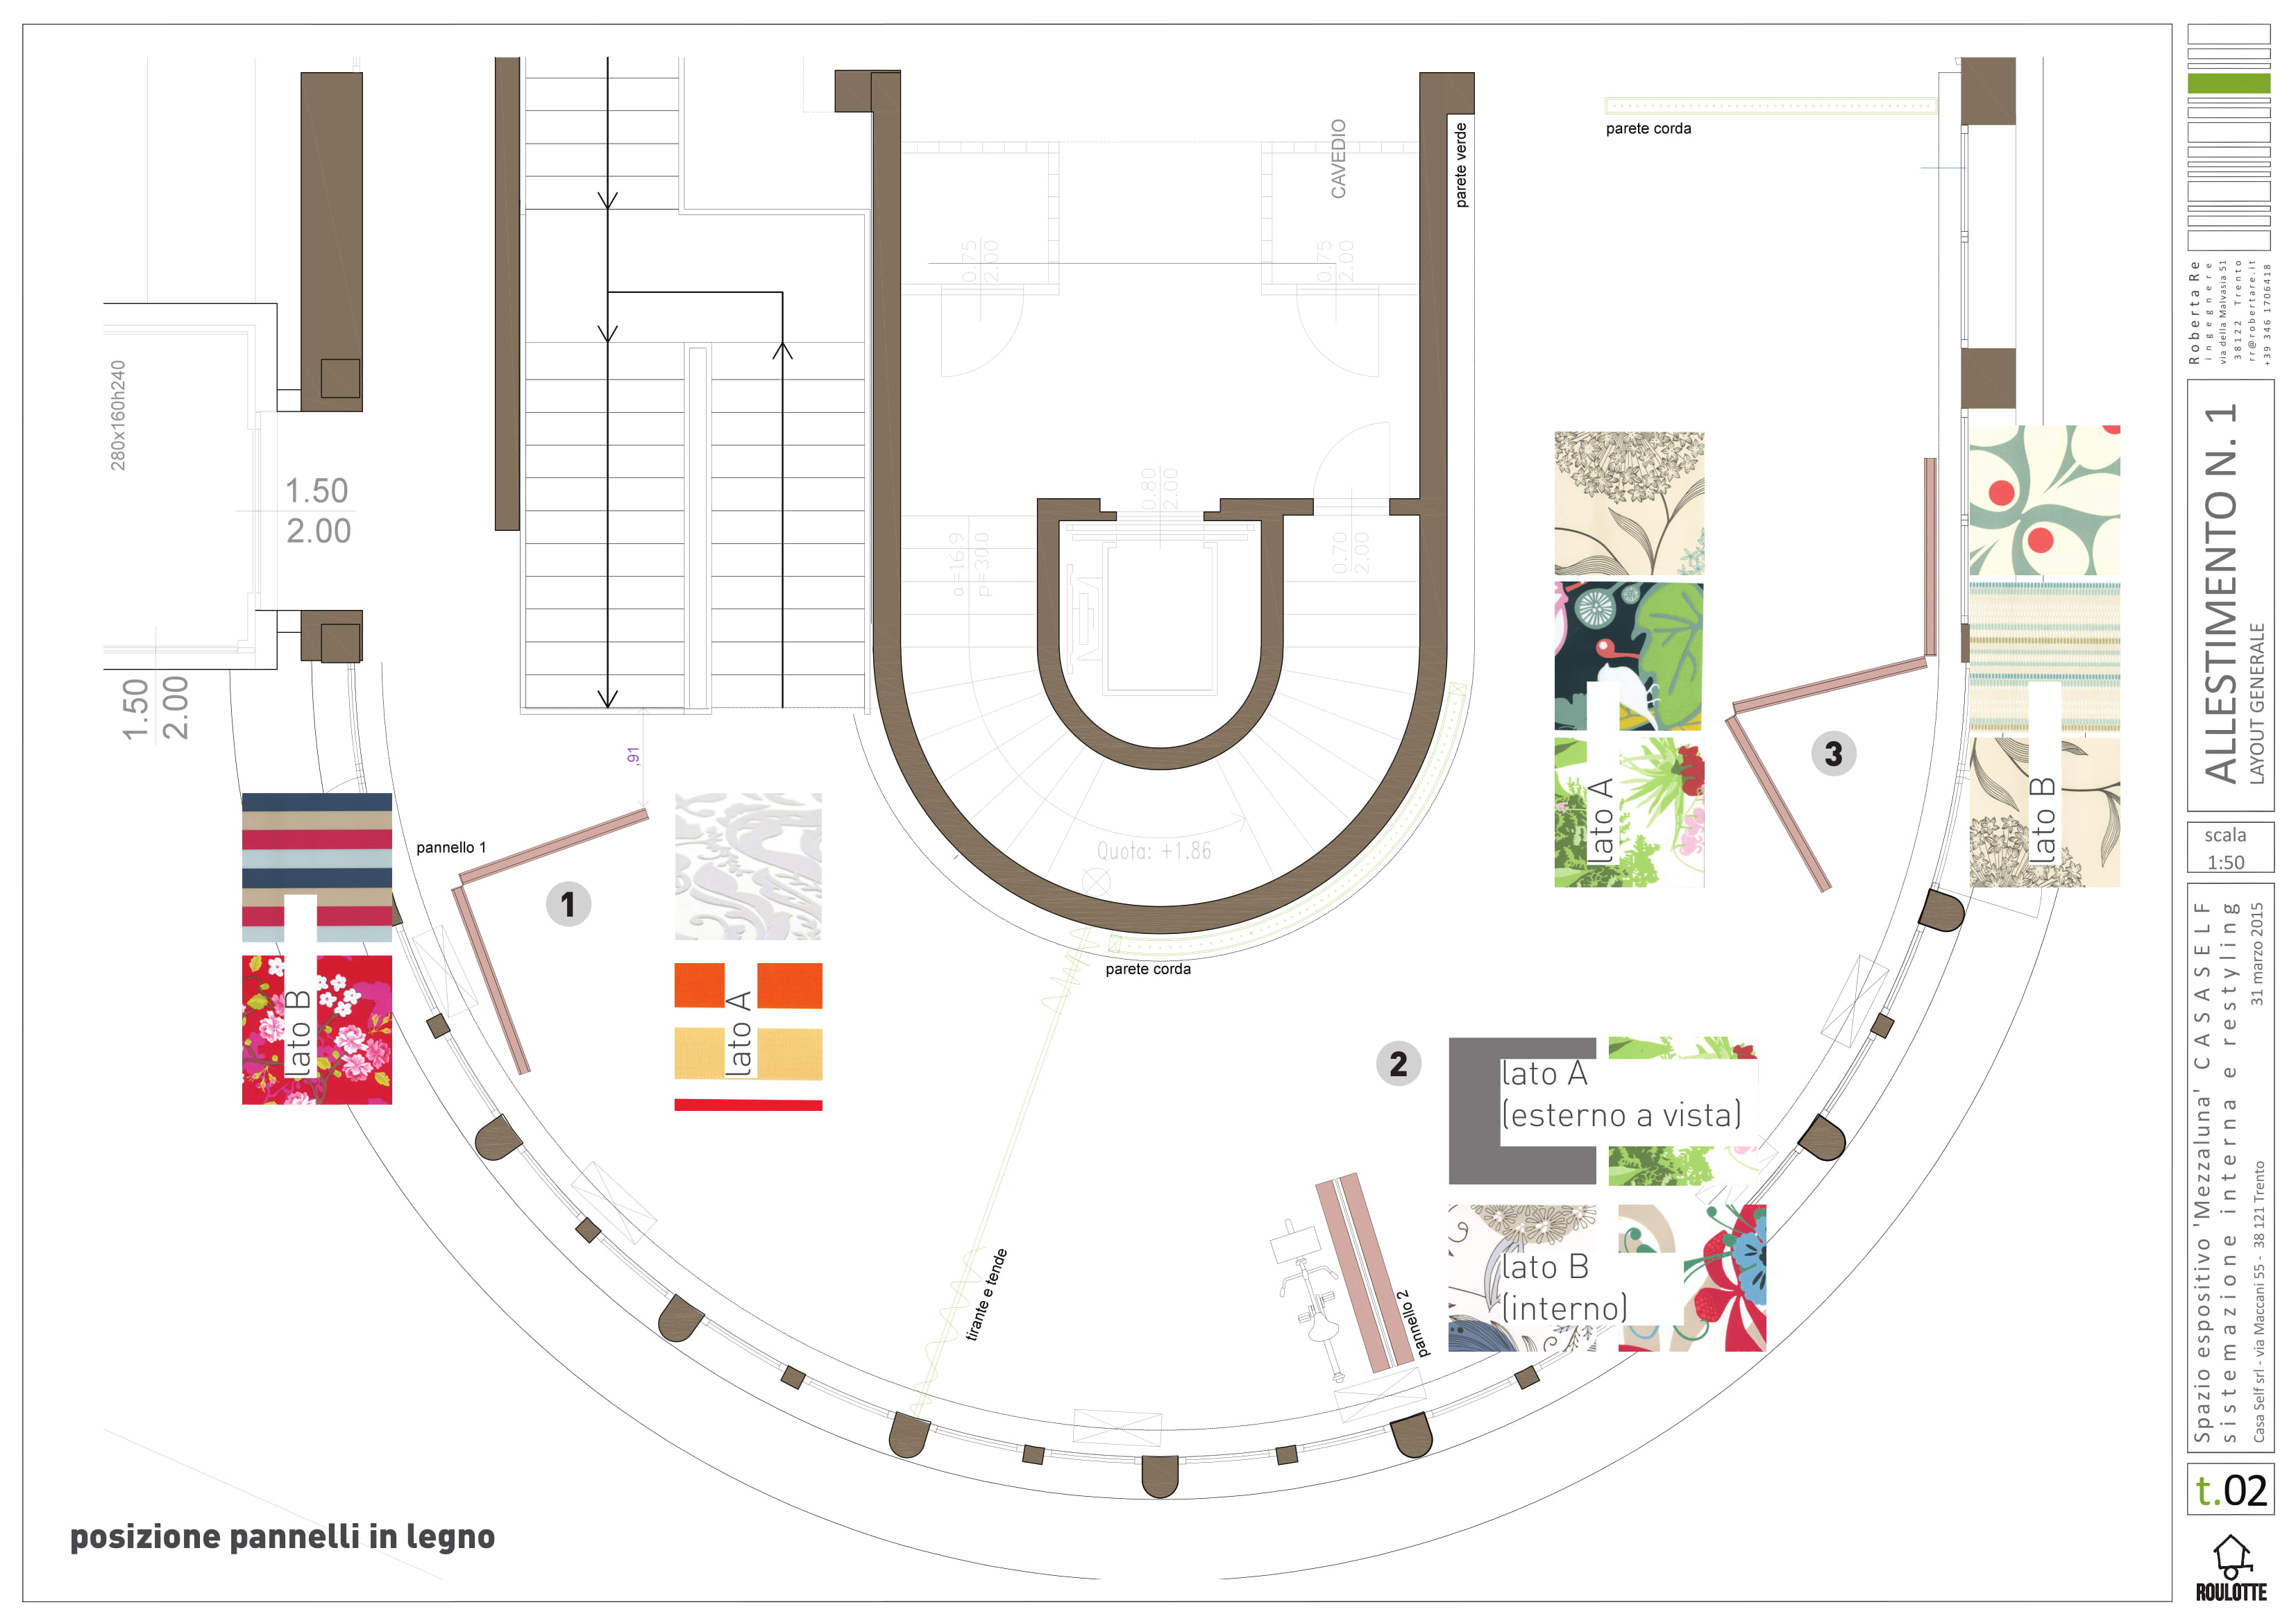 parete corda
CAVEDIO
parete verde
0.75
2.00
0.75
2.00
280x160h240
1.50
2.00
0.80
2.00
0.70
2.00
a=16.9
p=30.0
1.50
2.00
,91
pannello 1
1
lato B
lato A
Quota: +1.86
parete corda
lato A
3
lato B
2
lato A
(esterno a vista)
lato B
(interno)
tirante e tende
pannello 2
posizione pannelli in legno
Roberta Re
ingegnere
via della Malvasia 51
38122 Trento
rr@robertare.it
+39 346 1706418
ALLESTIMENTO N. 1
LAYOUT GENERALE
scala
1:50
Spazio espositivo 'Mezzaluna' CASASELF
sistemazione interna e restyling
31 marzo 2015
Casa Self srl - via Maccani 55 - 38 121 Trento
t.02
ROULOTTE